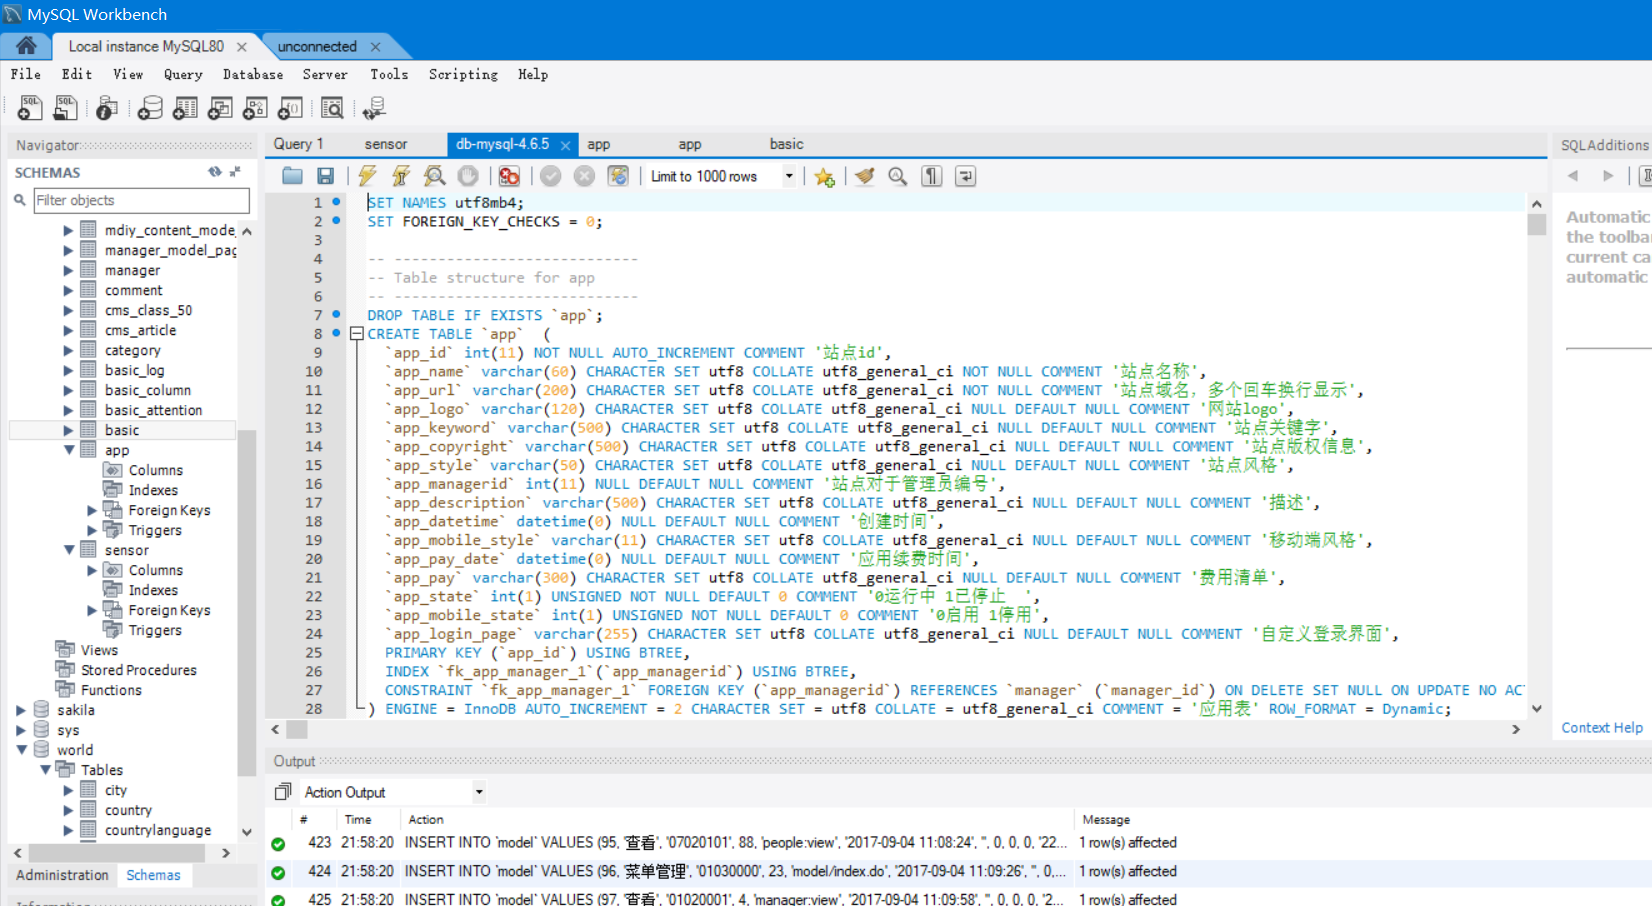 MySQL Workbench
Local instance MySQL80
unconnected
File Edit View Query Database Server Tools Scripting Help
Navigator
SCHEMAS
Filter objects
mdiy_content_mode
manager_model_pag
manager
comment
cms_class_50
cms_article
category
basic_log
basic_column
basic_attention
basic
app
Columns
Indexes
Foreign Keys
Triggers
sensor
Columns
Indexes
Foreign Keys
Triggers
Views
Stored Procedures
Functions
sakila
sys
world
Tables
city
country
countrylanguage
Administration Schemas
Query 1 sensor db-mysql-4.6.5 app app basic
Limit to 1000 rows
1 SET NAMES utf8mb4;
2 SET FOREIGN_KEY_CHECKS = 0;
3
4 -- ----------------------------
5 -- Table structure for app
6 -- ----------------------------
7 DROP TABLE IF EXISTS `app`;
8 CREATE TABLE `app`  (
9 `app_id` int(11) NOT NULL AUTO_INCREMENT COMMENT '站点id',
10 `app_name` varchar(60) CHARACTER SET utf8 COLLATE utf8_general_ci NOT NULL COMMENT '站点名称',
11 `app_url` varchar(200) CHARACTER SET utf8 COLLATE utf8_general_ci NOT NULL COMMENT '站点域名，多个回车换行显示',
12 `app_logo` varchar(120) CHARACTER SET utf8 COLLATE utf8_general_ci NULL DEFAULT NULL COMMENT '网站logo',
13 `app_keyword` varchar(500) CHARACTER SET utf8 COLLATE utf8_general_ci NULL DEFAULT NULL COMMENT '站点关键字',
14 `app_copyright` varchar(500) CHARACTER SET utf8 COLLATE utf8_general_ci NULL DEFAULT NULL COMMENT '站点版权信息',
15 `app_style` varchar(50) CHARACTER SET utf8 COLLATE utf8_general_ci NULL DEFAULT NULL COMMENT '站点风格',
16 `app_managerid` int(11) NULL DEFAULT NULL COMMENT '站点对于管理员编号',
17 `app_description` varchar(500) CHARACTER SET utf8 COLLATE utf8_general_ci NULL DEFAULT NULL COMMENT '描述',
18 `app_datetime` datetime(0) NULL DEFAULT NULL COMMENT '创建时间',
19 `app_mobile_style` varchar(11) CHARACTER SET utf8 COLLATE utf8_general_ci NULL DEFAULT NULL COMMENT '移动端风格',
20 `app_pay_date` datetime(0) NULL DEFAULT NULL COMMENT '应用续费时间',
21 `app_pay` varchar(300) CHARACTER SET utf8 COLLATE utf8_general_ci NULL DEFAULT NULL COMMENT '费用清单',
22 `app_state` int(1) UNSIGNED NOT NULL DEFAULT 0 COMMENT '0运行中 1已停止  ',
23 `app_mobile_state` int(1) UNSIGNED NOT NULL DEFAULT 0 COMMENT '0启用 1停用',
24 `app_login_page` varchar(255) CHARACTER SET utf8 COLLATE utf8_general_ci NULL DEFAULT NULL COMMENT '自定义登录界面',
25 PRIMARY KEY (`app_id`) USING BTREE,
26 INDEX `fk_app_manager_1`(`app_managerid`) USING BTREE,
27 CONSTRAINT `fk_app_manager_1` FOREIGN KEY (`app_managerid`) REFERENCES `manager` (`manager_id`) ON DELETE SET NULL ON UPDATE NO AC
28 ) ENGINE = InnoDB AUTO_INCREMENT = 2 CHARACTER SET = utf8 COLLATE = utf8_general_ci COMMENT = '应用表' ROW_FORMAT = Dynamic;
SQLAdditions
Automatic
the toolba
current ca
automatic
Context Help
Output
Action Output
# Time Action Message
423 21:58:20 INSERT INTO `model` VALUES (95, '查看', '07020101', 88, 'people:view', '2017-09-04 11:08:24', '', 0, 0, 0, '22... 1 row(s) affected
424 21:58:20 INSERT INTO `model` VALUES (96, '菜单管理', '01030000', 23, 'model/index.do', '2017-09-04 11:09:26', '', 0,... 1 row(s) affected
425 21:58:20 INSERT INTO `model` VALUES (97, '查看', '01020001', 4, 'manager:view', '2017-09-04 11:09:58', '', 0, 0, 0, '2... 1 row(s) affected